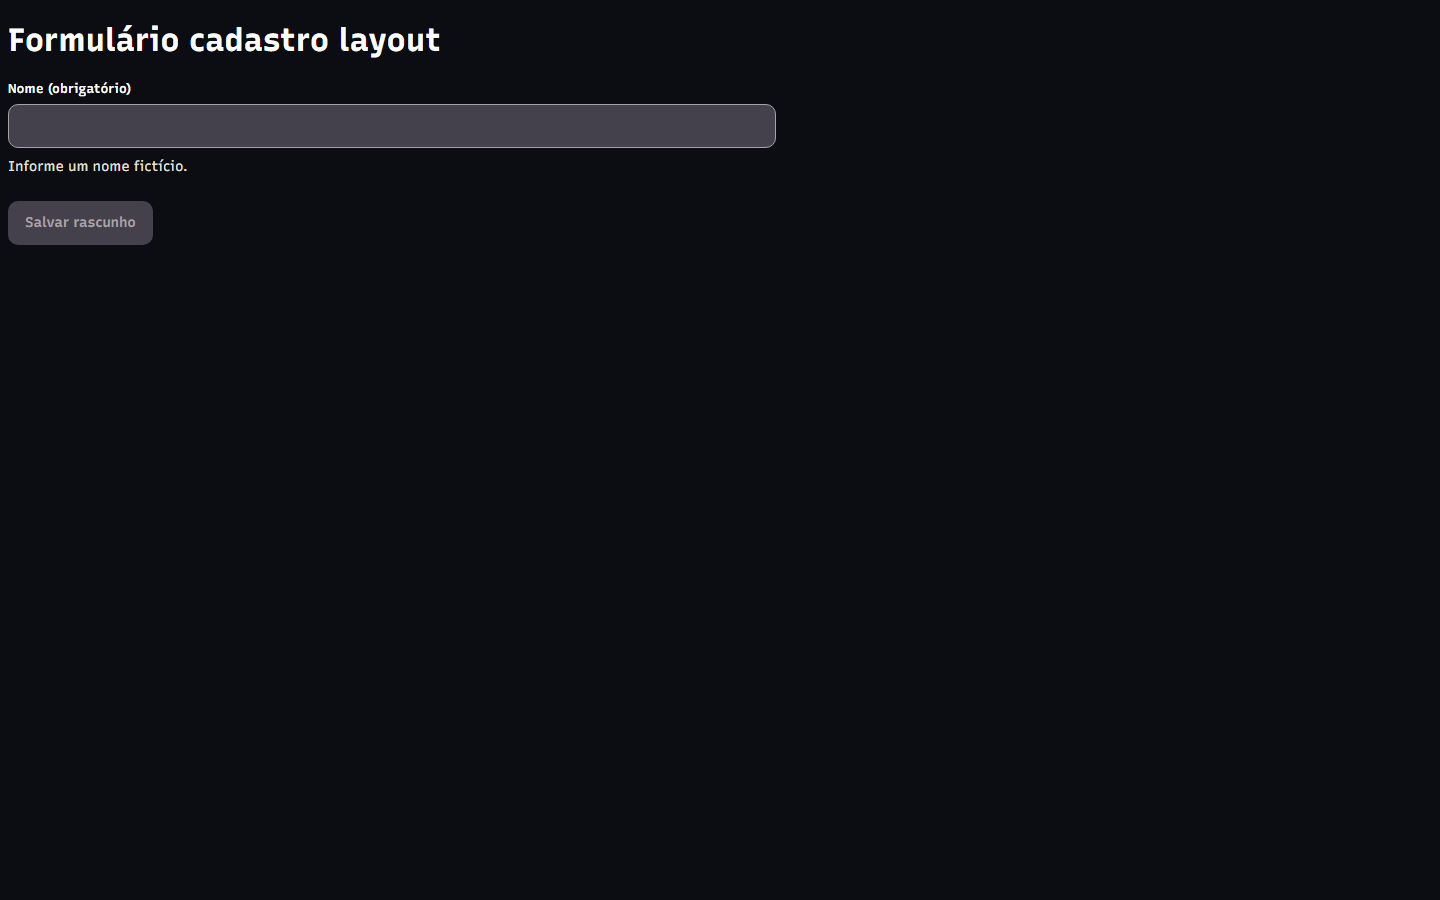 Formulário cadastro layout
Nome (obrigatório)
Informe um nome fictício.
Salvar rascunho